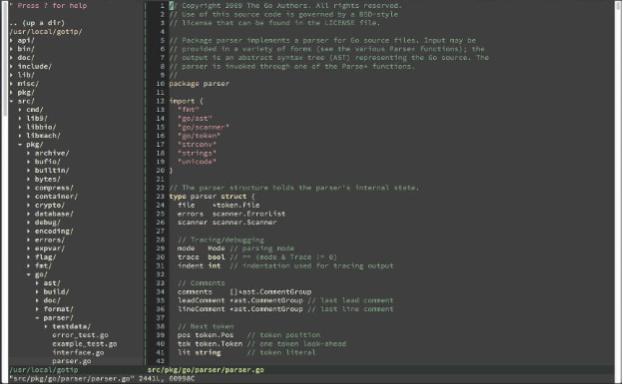 Press ? for help
.. (up a dir)
/usr/local/gotip/
api/
bin/
doc/
include/
lib/
misc/
pkg/
src/
cmd/
lib9/
libbio/
libmach/
pkg/
archive/
bufio/
builtin/
bytes/
compress/
container/
crypto/
database/
debug/
encoding/
errors/
expvar/
flag/
fmt/
go/
ast/
build/
doc/
format/
parser/
testdata/
error_test.go
example_test.go
interface.go
parser.go
/usr/local/gotip
1 // Copyright 2009 The Go Authors. All rights reserved.
2 // Use of this source code is governed by a BSD-style
3 // license that can be found in the LICENSE file.
4
5 // Package parser implements a parser for Go source files. Input may be
6 // provided in a variety of forms (see the various Parse* functions); the
7 // output is an abstract syntax tree (AST) representing the Go source. The
8 // parser is invoked through one of the Parse* functions.
9 //
10 package parser
11
12 import (
13 "fmt"
14 "go/ast"
15 "go/scanner"
16 "go/token"
17 "strconv"
18 "strings"
19 "unicode"
20 )
21
22 // The parser structure holds the parser's internal state.
23 type parser struct {
24 file *token.File
25 errors scanner.ErrorList
26 scanner scanner.Scanner
27
28 // Tracing/debugging
29 mode Mode // parsing mode
30 trace bool // == (mode & Trace != 0)
31 indent int // indentation used for tracing output
32
33 // Comments
34 comments []*ast.CommentGroup
35 leadComment *ast.CommentGroup // last lead comment
36 lineComment *ast.CommentGroup // last line comment
37
38 // Next token
39 pos token.Pos // token position
40 tok token.Token // one token look-ahead
41 lit string // token literal
42
src/pkg/go/parser/parser.go
"src/pkg/go/parser/parser.go" 2441L, 60998C